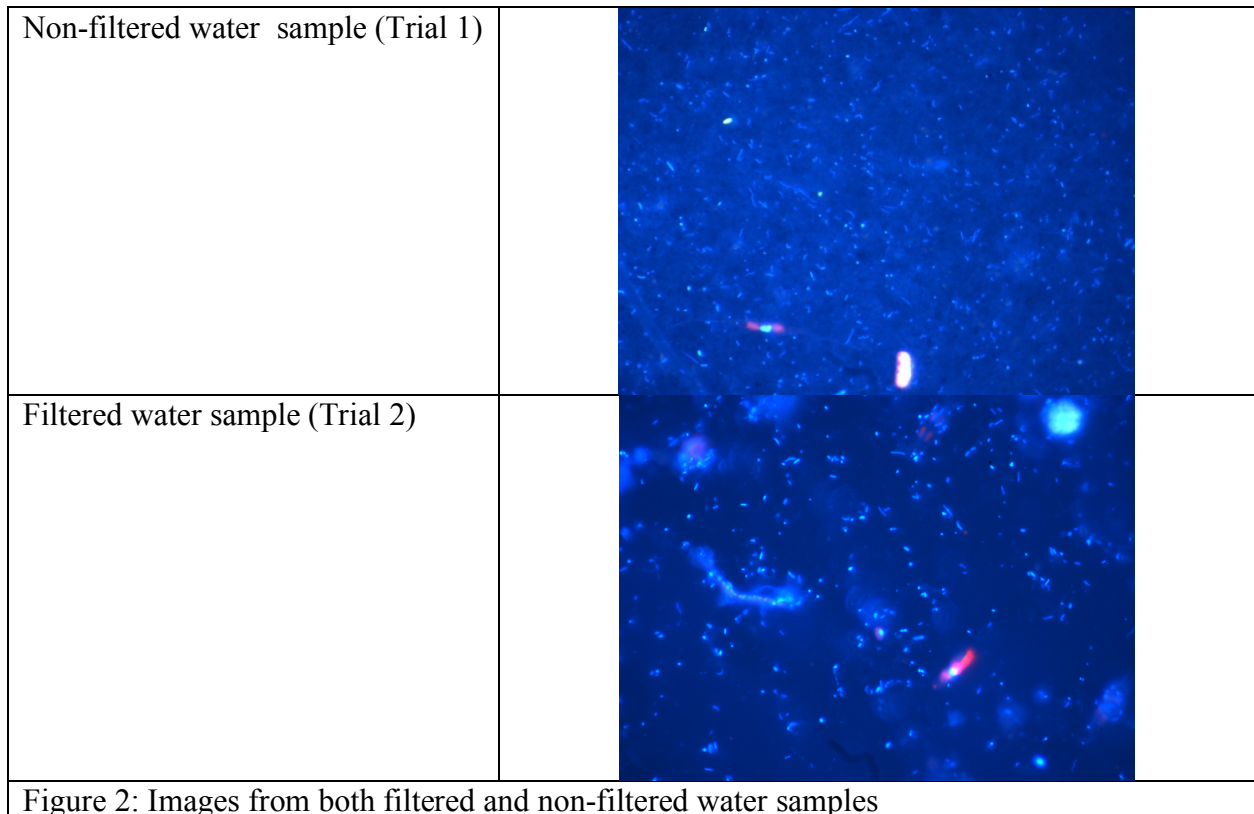 Non-filtered water sample (Trial 1)
Filtered water sample (Trial 2)
Figure 2: Images from both filtered and non-filtered water samples